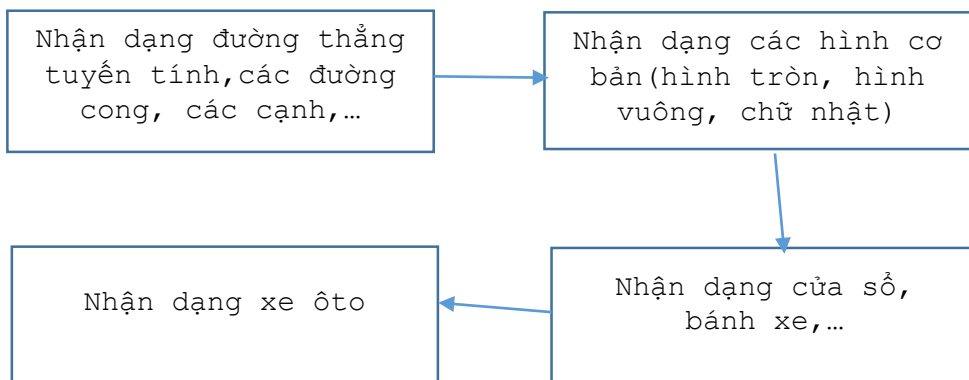 Nhận dạng đường thẳng
tuyến tính,các đường
cong, các cạnh,…
Nhận dạng các hình cơ
bản(hình tròn, hình
vuông, chữ nhật)
Nhận dạng cửa sổ,
bánh xe,…
Nhận dạng xe ôto